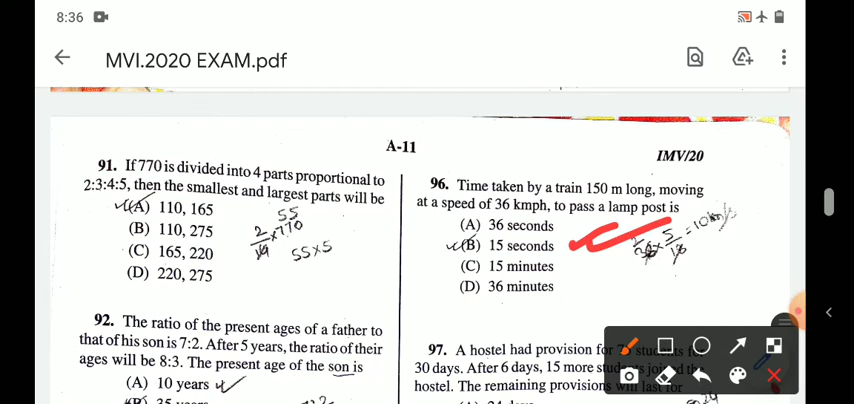 8:36
MVI.2020 EXAM.pdf
A-11
IMV/20
91. If 770 is divided into 4 parts proportional to
2:3:4:5, then the smallest and largest parts will be
(A) 110, 165
(B) 110, 275
(C) 165, 220
(D) 220, 275
55
2/14 × 770
55×5
92. The ratio of the present ages of a father to
that of his son is 7:2. After 5 years, the ratio of their
ages will be 8:3. The present age of the son is
(A) 10 years
(B) 35 years
96. Time taken by a train 150 m long, moving
at a speed of 36 kmph, to pass a lamp post is
(A) 36 seconds
(B) 15 seconds
(C) 15 minutes
(D) 36 minutes
97. A hostel had provision for
30 days. After 6 days, 15 more
hostel. The remaining provisions will last for